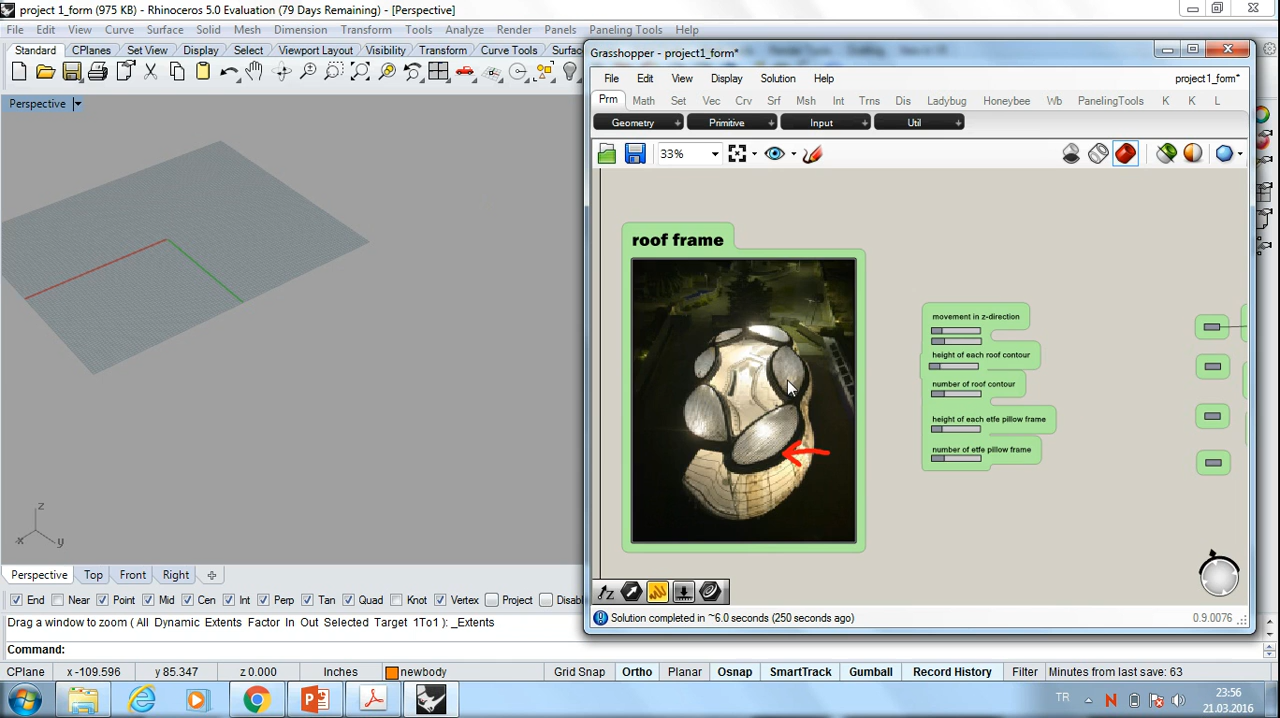 project 1_form (975 KB) - Rhinoceros 5.0 Evaluation (79 Days Remaining) - [Perspective]
File Edit View Curve Surface Solid Mesh Dimension Transform Tools Analyze Render Panels Paneling Tools Help
Standard CPlanes Set View Display Select Viewport Layout Visibility Transform Curve Tools Surfac
Perspective
Grasshopper - project1_form*
File Edit View Display Solution Help project1_form*
Prm Math Set Vec Crv Srf Msh Int Trns Dis Ladybug Honeybee Wb PanelingTools K K L
Geometry Primitive Input Util
33%
roof frame
movement in z-direction
height of each roof contour
number of roof contour
height of each etfe pillow frame
number of etfe pillow frame
z
x y
Perspective Top Front Right
End Near Point Mid Cen Int Perp Tan Quad Knot Vertex Project Disable
Solution completed in ~6.0 seconds (250 seconds ago) 0.9.0076
Drag a window to zoom ( All Dynamic Extents Factor In Out Selected Target 1To1 ): _Extents
Command:
CPlane x -109.596 y 85.347 z 0.000 Inches newbody Grid Snap Ortho Planar Osnap SmartTrack Gumball Record History Filter Minutes from last save: 63
TR 23:56
21.03.2016